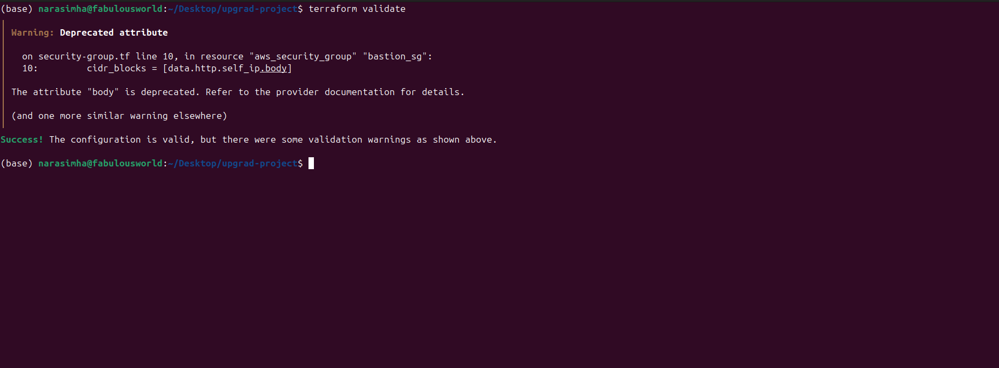 (base) narasimha@fabulousworld:~/Desktop/upgrad-project$ terraform validate
Warning: Deprecated attribute
on security-group.tf line 10, in resource "aws_security_group" "bastion_sg":
10:         cidr_blocks = [data.http.self_ip.body]
The attribute "body" is deprecated. Refer to the provider documentation for details.
(and one more similar warning elsewhere)
Success! The configuration is valid, but there were some validation warnings as shown above.
(base) narasimha@fabulousworld:~/Desktop/upgrad-project$